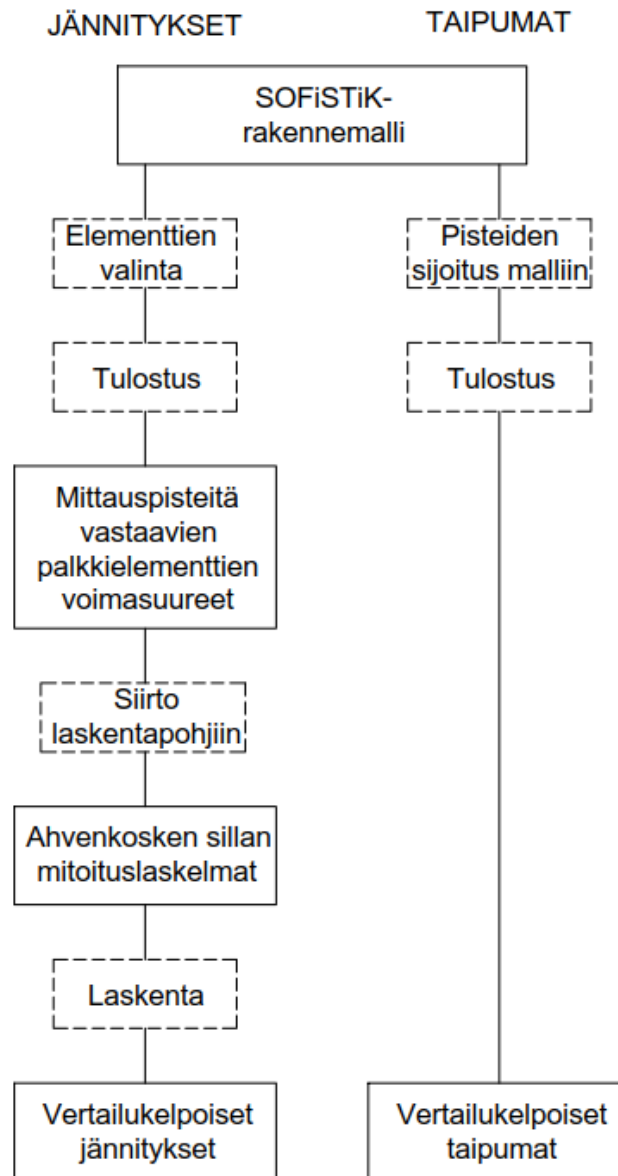 JÄNNITYKSET
TAIPUMAT
SOFiSTiK-
rakennemalli
Elementtien
valinta
Pisteiden
sijoitus malliin
Tulostus
Tulostus
Mittauspisteitä
vastaavien
palkkielementtien
voimasuureet
Siirto
laskentapohjiin
Ahvenkosken sillan
mitoituslaskelmat
Laskenta
Vertailukelpoiset
jännitykset
Vertailukelpoiset
taipumat